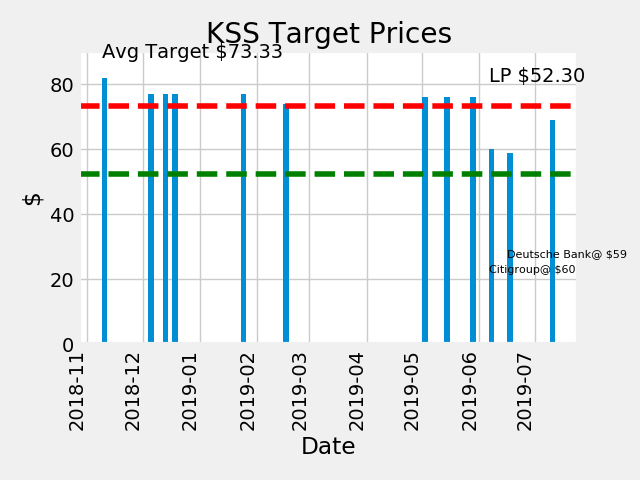 KSS Target Prices
Avg Target $73.33
LP $52.30
80
60
40
20
0
$
Deutsche Bank@ $59
Citigroup@ $60
2018-11
2018-12
2019-01
2019-02
2019-03
2019-04
2019-05
2019-06
2019-07
Date